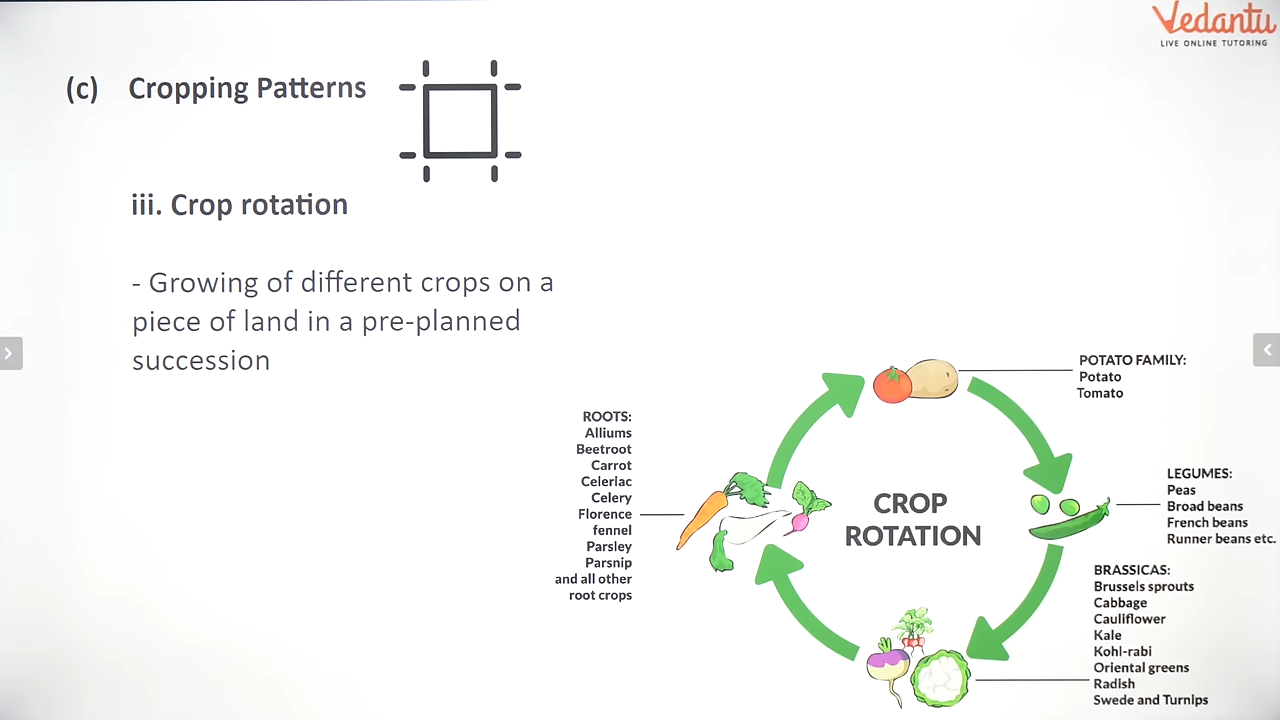 Vedantu
LIVE ONLINE TUTORING
(c) Cropping Patterns
iii. Crop rotation
- Growing of different crops on a
piece of land in a pre-planned
succession
POTATO FAMILY:
Potato
Tomato
ROOTS:
Alliums
Beetroot
Carrot
Celeriac
Celery
Florence
fennel
Parsley
Parsnip
and all other
root crops
CROP
ROTATION
LEGUMES:
Peas
Broad beans
French beans
Runner beans etc.
BRASSICAS:
Brussels sprouts
Cabbage
Cauliflower
Kale
Kohl-rabi
Oriental greens
Radish
Swede and Turnips